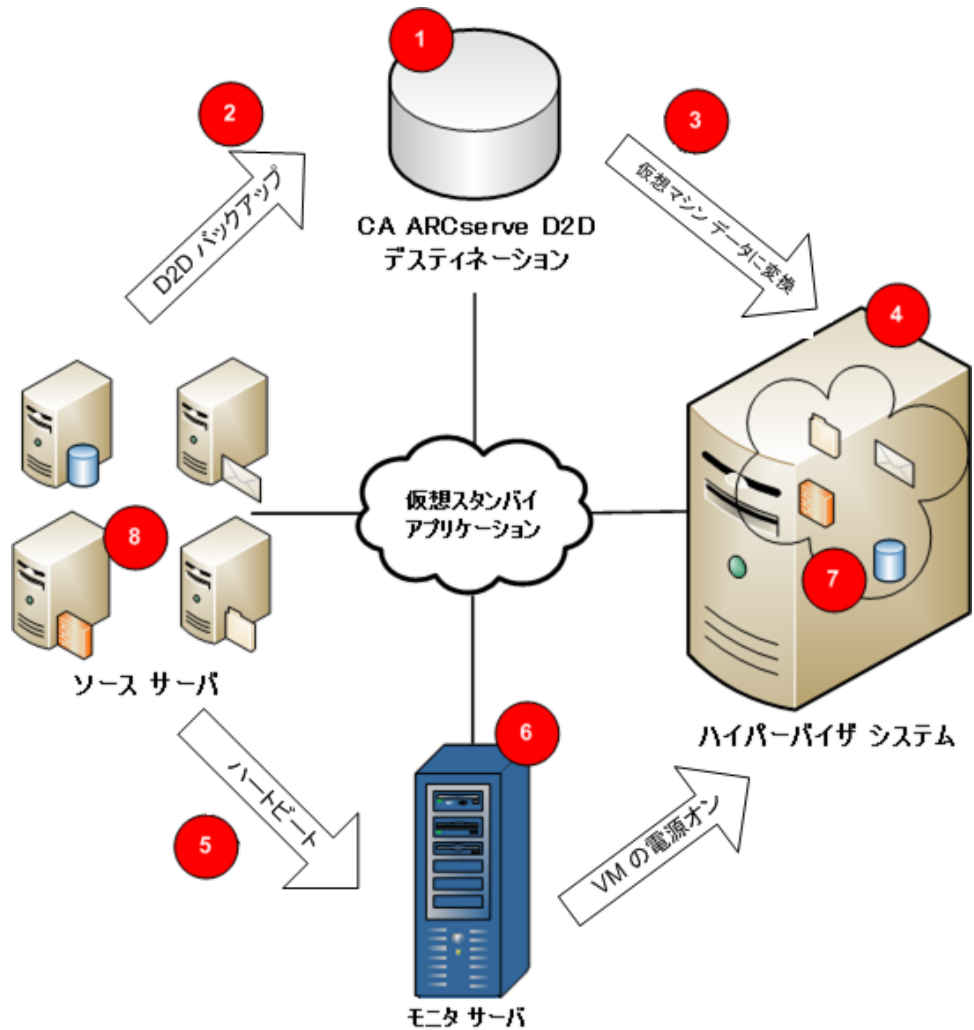 1
2
3
D2D バックアップ
仮想マシン データに変換
CA ARCserve D2D
デスティネーション
4
仮想スタンバイ
アプリケーション
8
7
ソース サーバ
ハイパーバイザ システム
6
ハートビート
5
VM の電源オン
モニタ サーバ